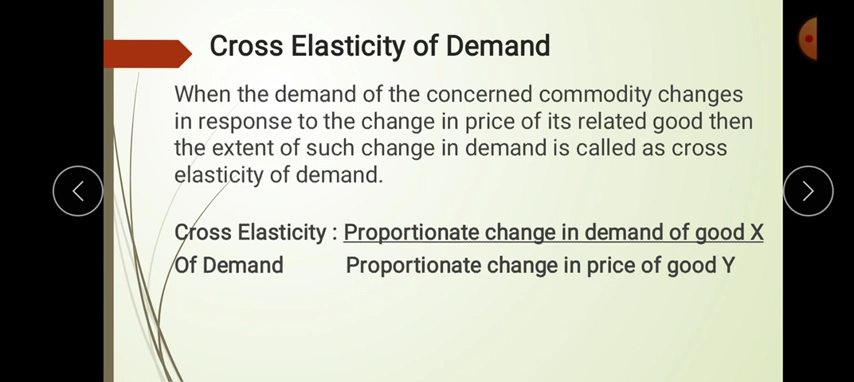 Cross Elasticity of Demand
When the demand of the concerned commodity changes
in response to the change in price of its related good then
the extent of such change in demand is called as cross
elasticity of demand.
Cross Elasticity : Proportionate change in demand of good X
Of Demand Proportionate change in price of good Y